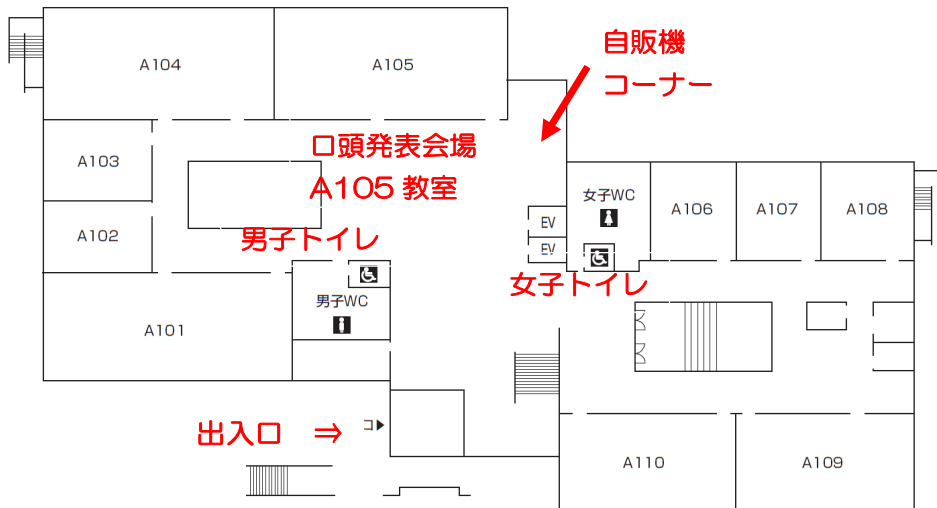 自販機
コーナー
A104
A105
口頭発表会場
A105 教室
A103
A102
男子トイレ
女子WC
A106
A107
A108
EV
EV
女子トイレ
男子WC
A101
出入口 ⇒
コ▶
A110
A109